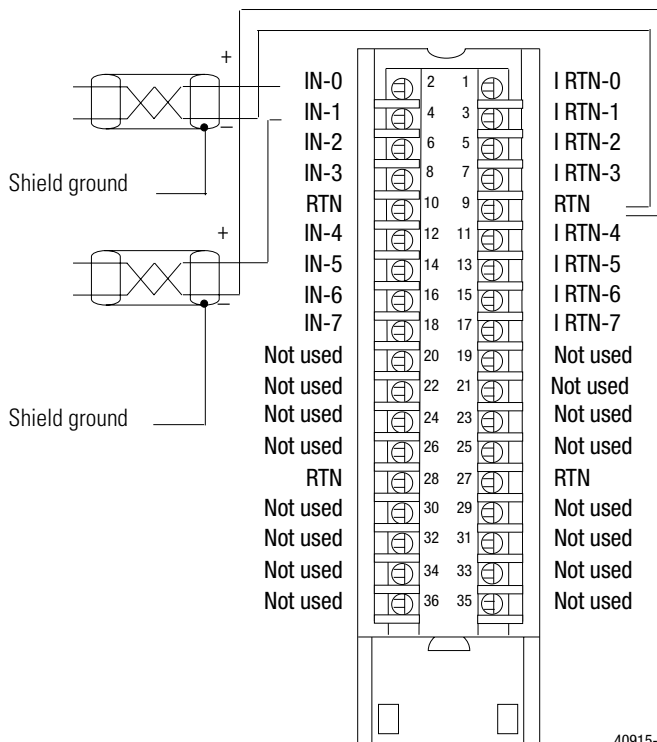 +
IN-0 2 1 I RTN-0
IN-1 4 3 I RTN-1
–
IN-2 6 5 I RTN-2
Shield ground
IN-3 8 7 I RTN-3
RTN 10 9 RTN
+
IN-4 12 11 I RTN-4
IN-5 14 13 I RTN-5
IN-6 16 15 I RTN-6
–
IN-7 18 17 I RTN-7
Not used 20 19 Not used
Not used 22 21 Not used
Shield ground
Not used 24 23 Not used
Not used 26 25 Not used
RTN 28 27 RTN
Not used 30 29 Not used
Not used 32 31 Not used
Not used 34 33 Not used
Not used 36 35 Not used
40915-